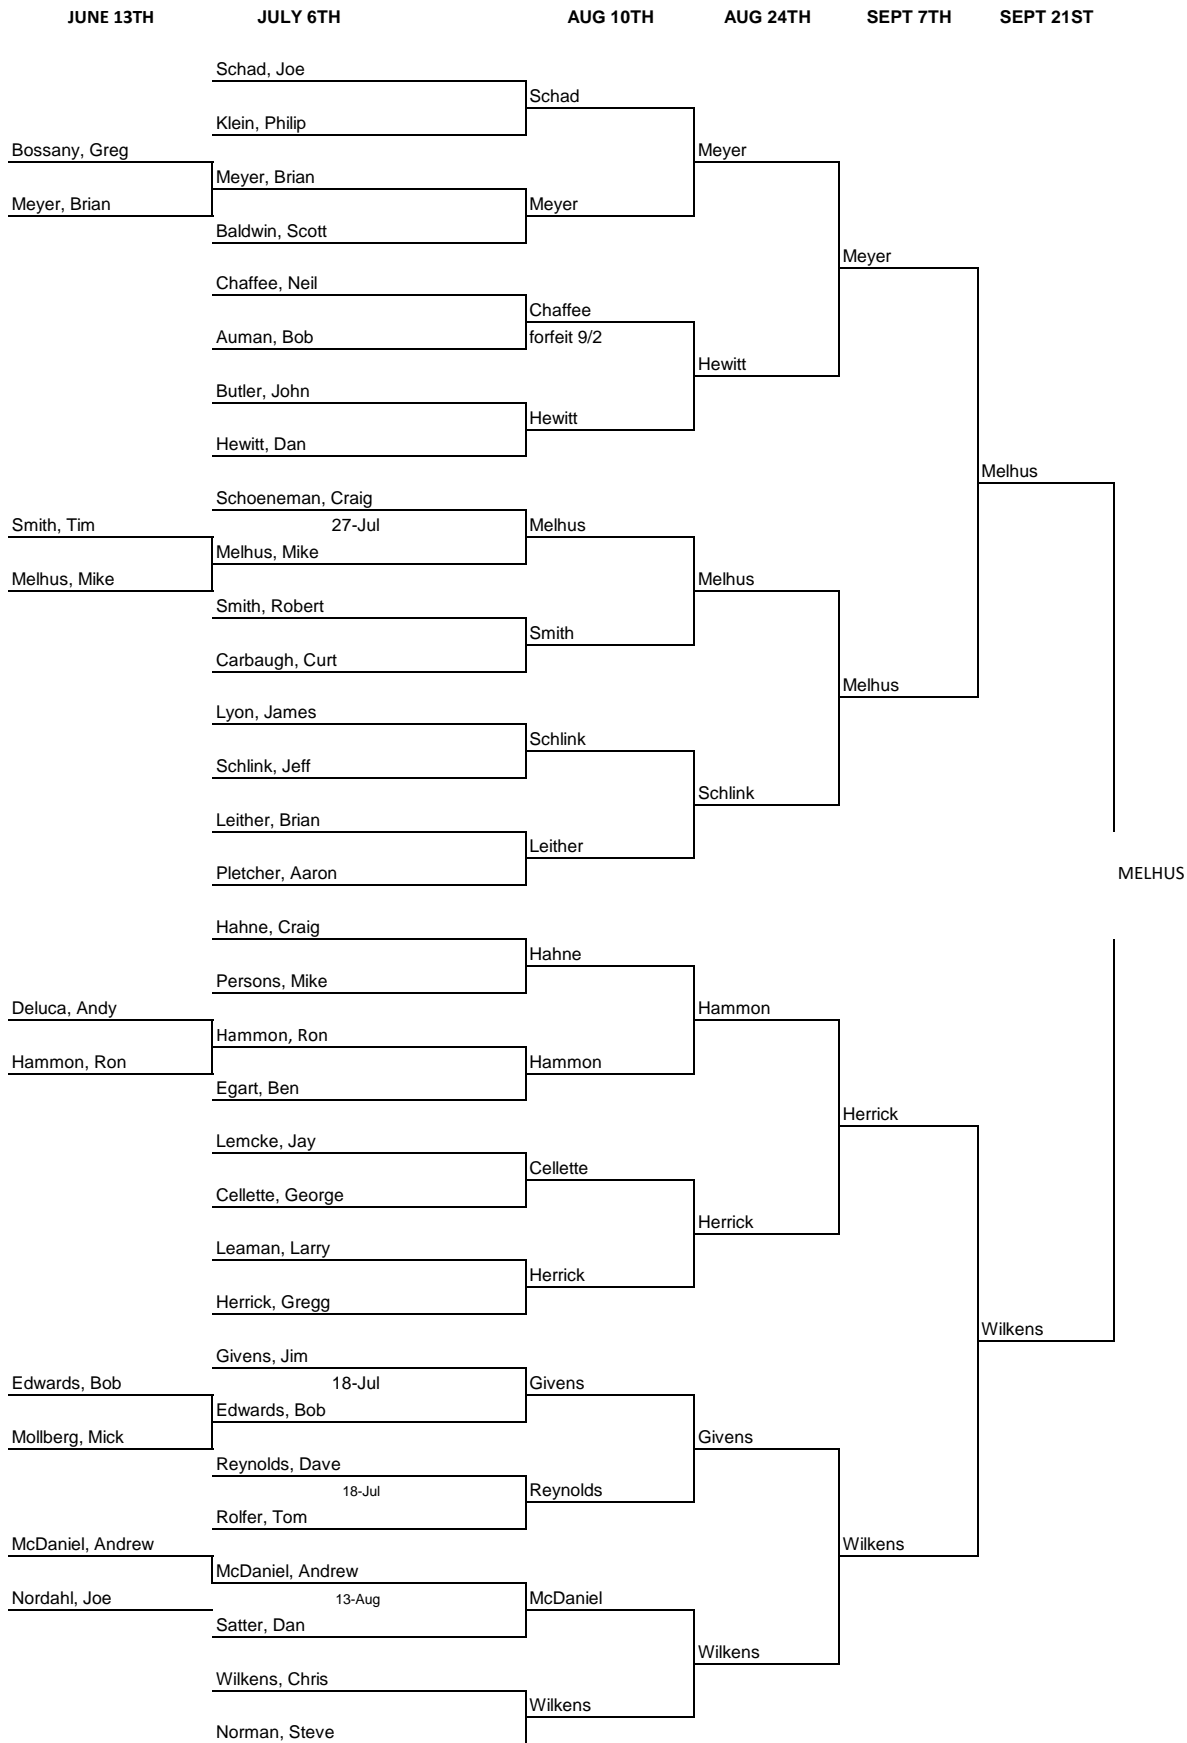 JUNE 13TH JULY 6TH AUG 10TH AUG 24TH SEPT 7TH SEPT 21ST
Schad, Joe
Schad
Klein, Philip
Bossany, Greg Meyer
Meyer, Brian
Meyer, Brian Meyer
Baldwin, Scott
Meyer
Chaffee, Neil
Chaffee
Auman, Bob forfeit 9/2
Hewitt
Butler, John
Hewitt
Hewitt, Dan
Melhus
Schoeneman, Craig
Smith, Tim 27-Jul Melhus
Melhus, Mike
Melhus, Mike Melhus
Smith, Robert
Smith
Carbaugh, Curt
Melhus
Lyon, James
Schlink
Schlink, Jeff
Schlink
Leither, Brian
Leither
Pletcher, Aaron MELHUS
Hahne, Craig
Hahne
Persons, Mike
Deluca, Andy Hammon
Hammon, Ron
Hammon, Ron Hammon
Egart, Ben
Herrick
Lemcke, Jay
Cellette
Cellette, George
Herrick
Leaman, Larry
Herrick
Herrick, Gregg
Wilkens
Givens, Jim
Edwards, Bob 18-Jul Givens
Edwards, Bob
Mollberg, Mick Givens
Reynolds, Dave
18-Jul Reynolds
Rolfer, Tom
McDaniel, Andrew Wilkens
McDaniel, Andrew
Nordahl, Joe 13-Aug McDaniel
Satter, Dan
Wilkens
Wilkens, Chris
Wilkens
Norman, Steve